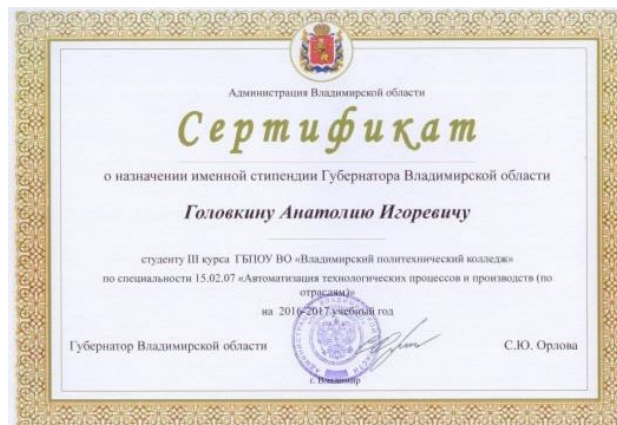 Администрация Владимирской области
Сертификат
о назначении именной стипендии Губернатора Владимирской области
Головкину Анатолию Игоревичу
студенту III курса ГБПОУ ВО «Владимирский политехнический колледж»
по специальности 15.02.07 «Автоматизация технологических процессов и производств (по
отраслям)»
на 2016-2017 учебный год
Губернатор Владимирской области
С.Ю. Орлова
г. Владимир